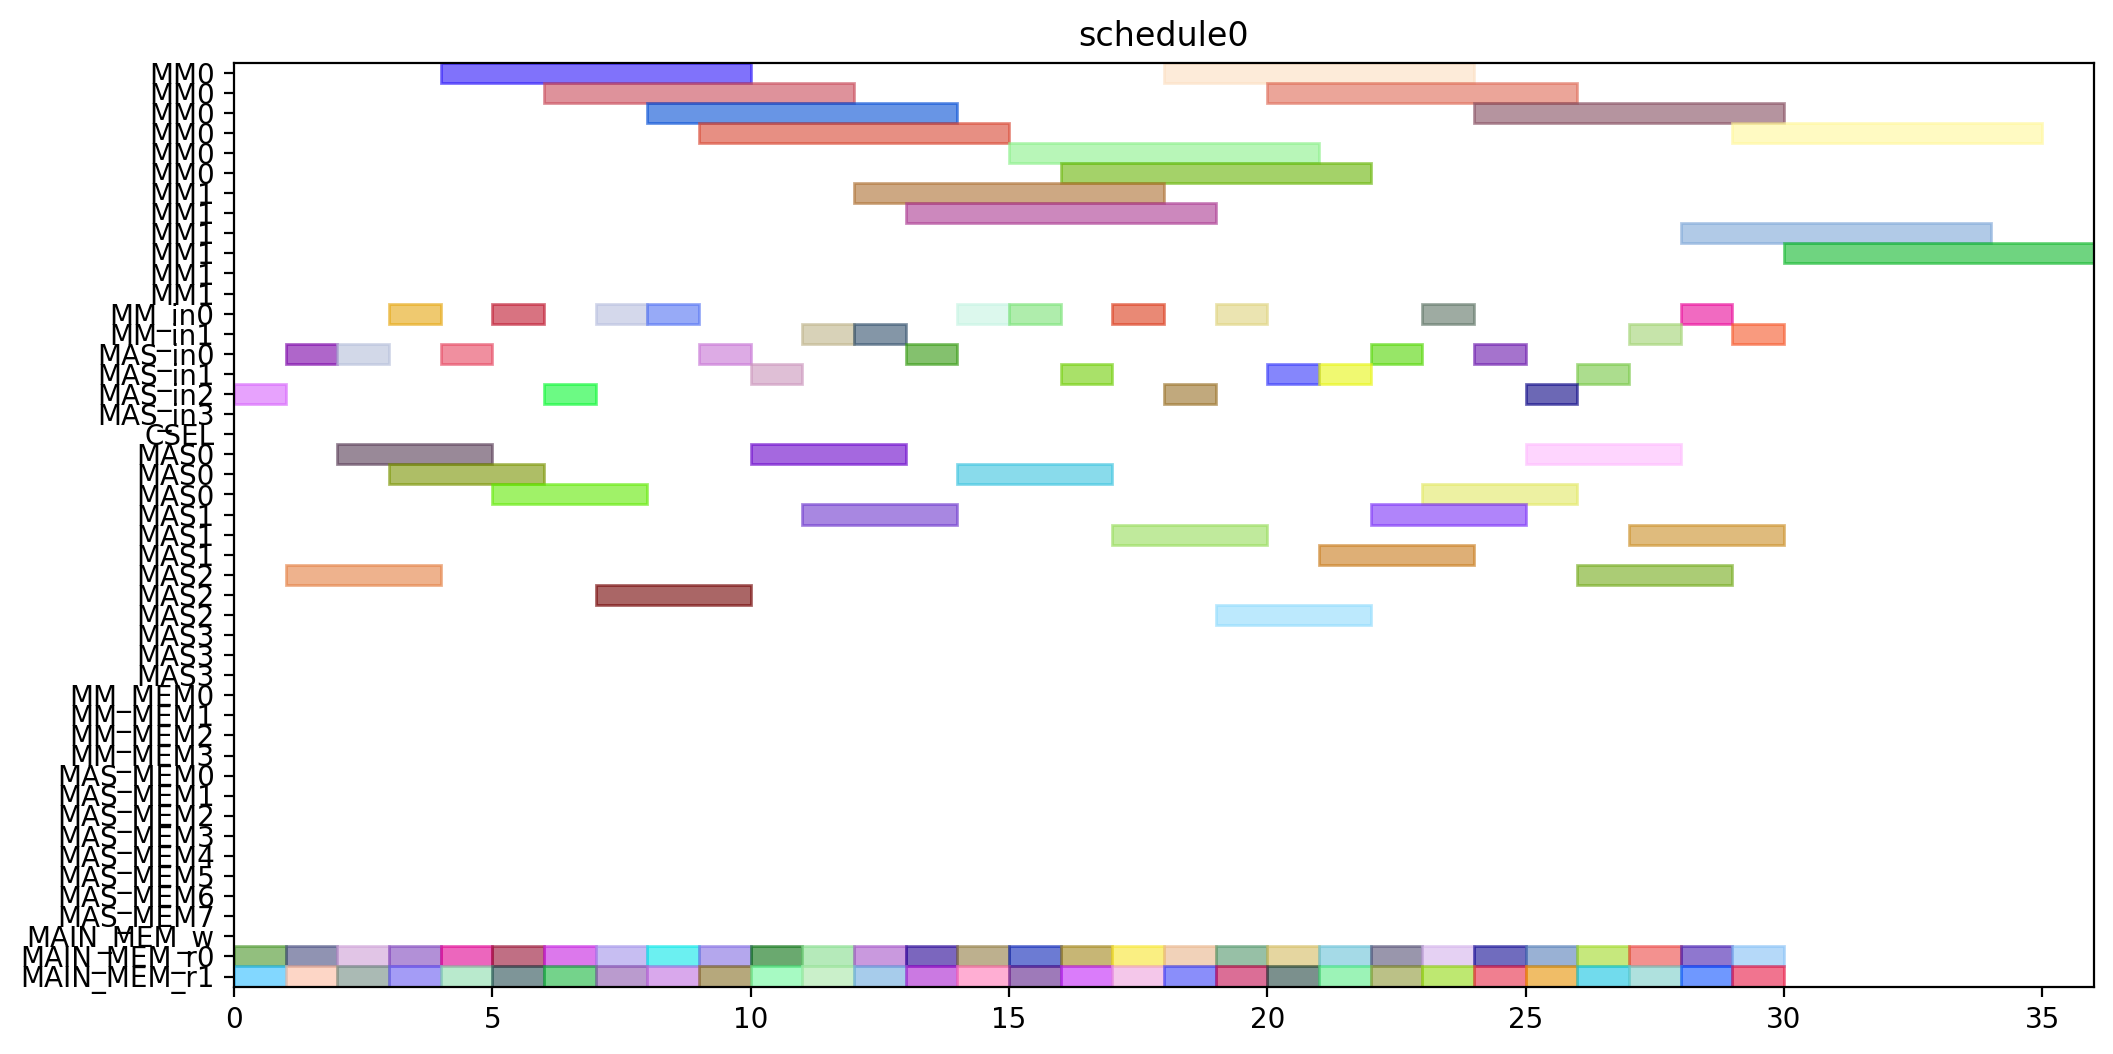 schedule0
MM0
MM0
MM0
MM0
MM0
MM0
MM1
MM1
MM1
MM1
MM1
MM1
MM_in0
MM_in1
MAS_in0
MAS_in1
MAS_in2
MAS_in3
CSEL
MAS0
MAS0
MAS0
MAS1
MAS1
MAS1
MAS2
MAS2
MAS2
MAS3
MAS3
MAS3
MM_MEM0
MM_MEM1
MM_MEM2
MM_MEM3
MAS_MEM0
MAS_MEM1
MAS_MEM2
MAS_MEM3
MAS_MEM4
MAS_MEM5
MAS_MEM6
MAS_MEM7
MAIN_MEM_w
MAIN_MEM_r0
MAIN_MEM_r1
0 5 10 15 20 25 30 35